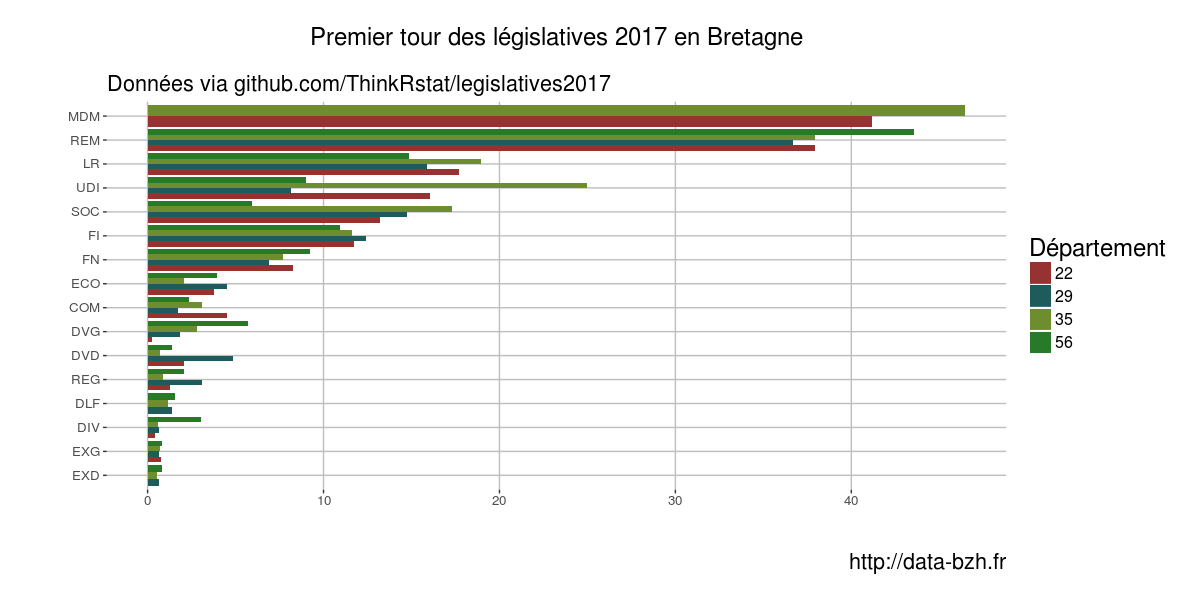 Premier tour des législatives 2017 en Bretagne
Données via github.com/ThinkRstat/legislatives2017
MDM
REM
LR
UDI
SOC
FI
FN
ECO
COM
DVG
DVD
REG
DLF
DIV
EXG
EXD
0 10 20 30 40
Département
22
29
35
56
http://data-bzh.fr